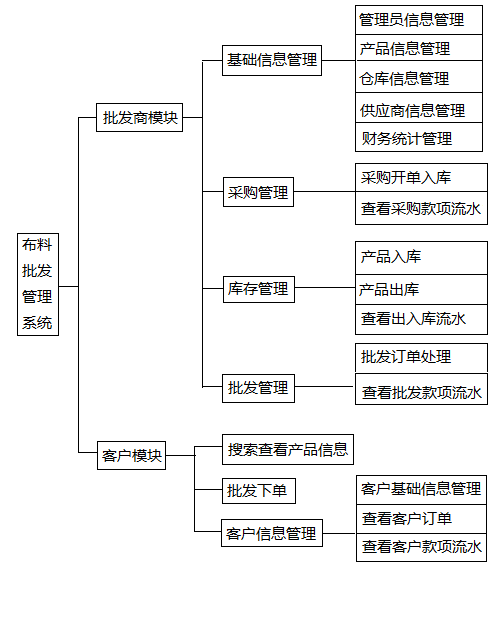 布料
批发
管理
系统
批发商模块
基础信息管理
管理员信息管理
产品信息管理
仓库信息管理
供应商信息管理
财务统计管理
采购管理
采购开单入库
查看采购款项流水
库存管理
产品入库
产品出库
查看出入库流水
批发管理
批发订单处理
查看批发款项流水
客户模块
搜索查看产品信息
批发下单
客户信息管理
客户基础信息管理
查看客户订单
查看客户款项流水